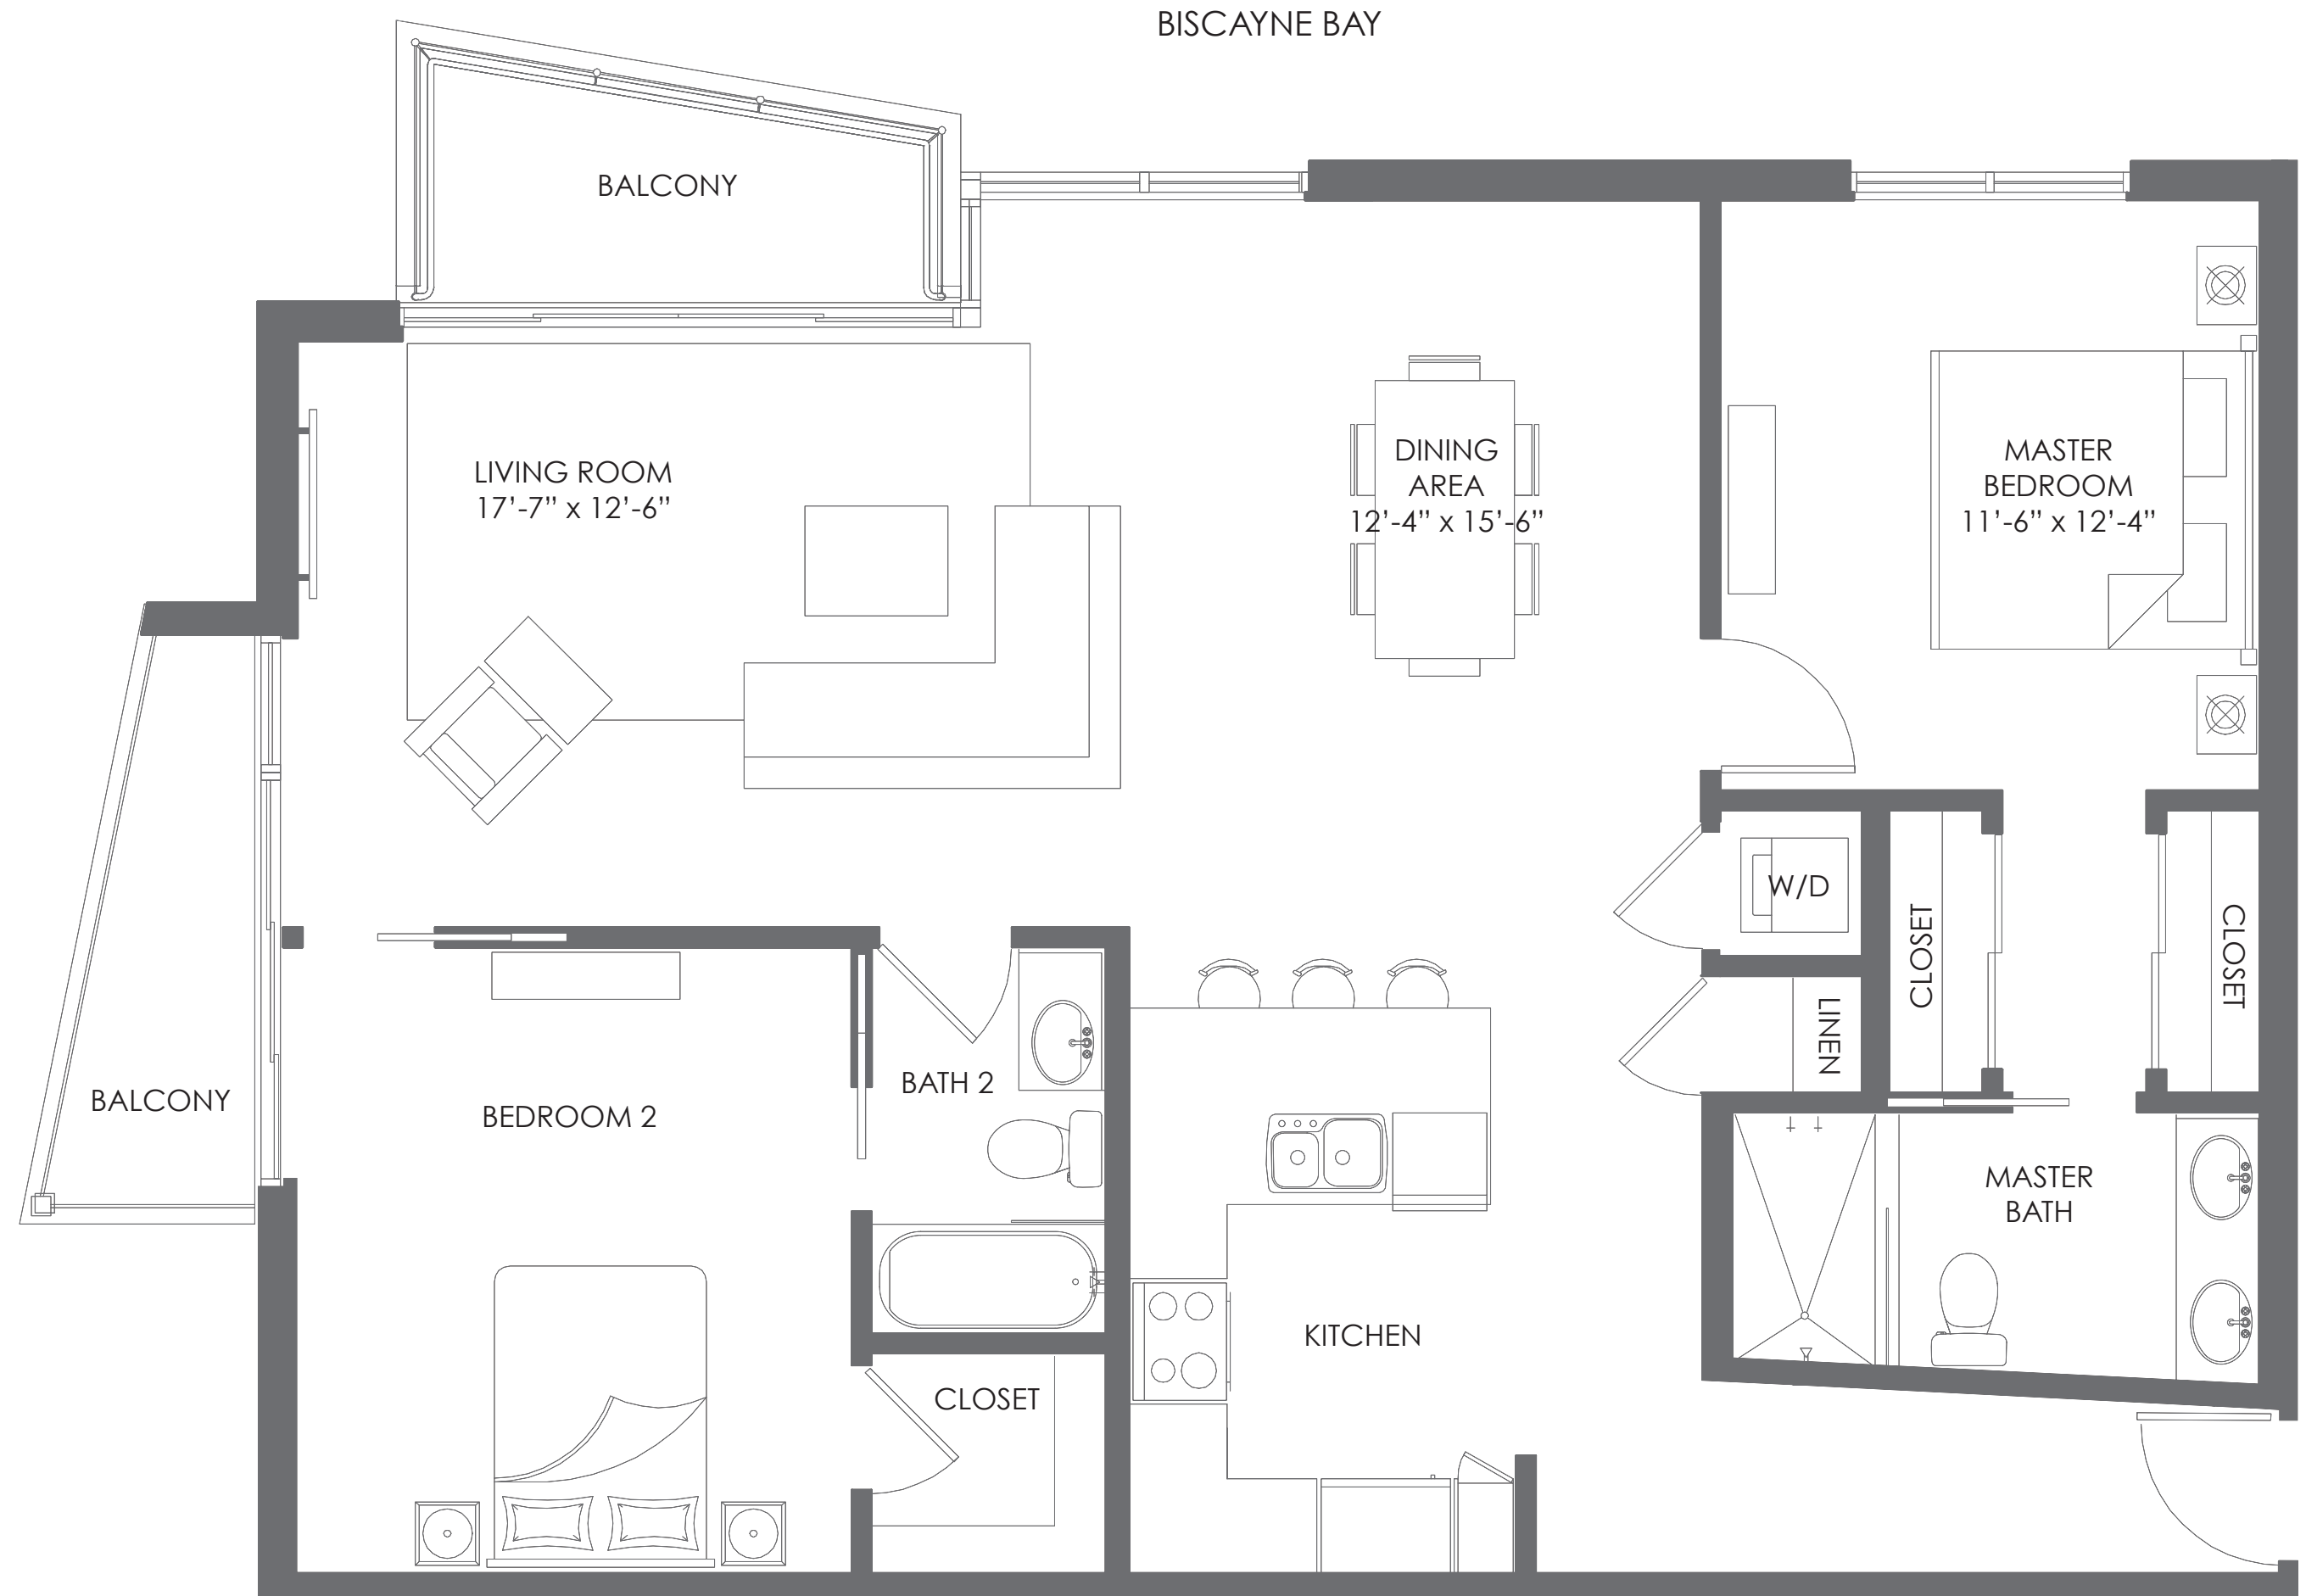 BISCAYNE BAY
BALCONY
LIVING ROOM
17’-7” x 12’-6”
DINING
AREA
12’-4” x 15’-6”
MASTER
BEDROOM
11’-6” x 12’-4”
W/D
CLOSET
CLOSET
LINEN
BALCONY
BEDROOM 2
BATH 2
MASTER
BATH
KITCHEN
CLOSET